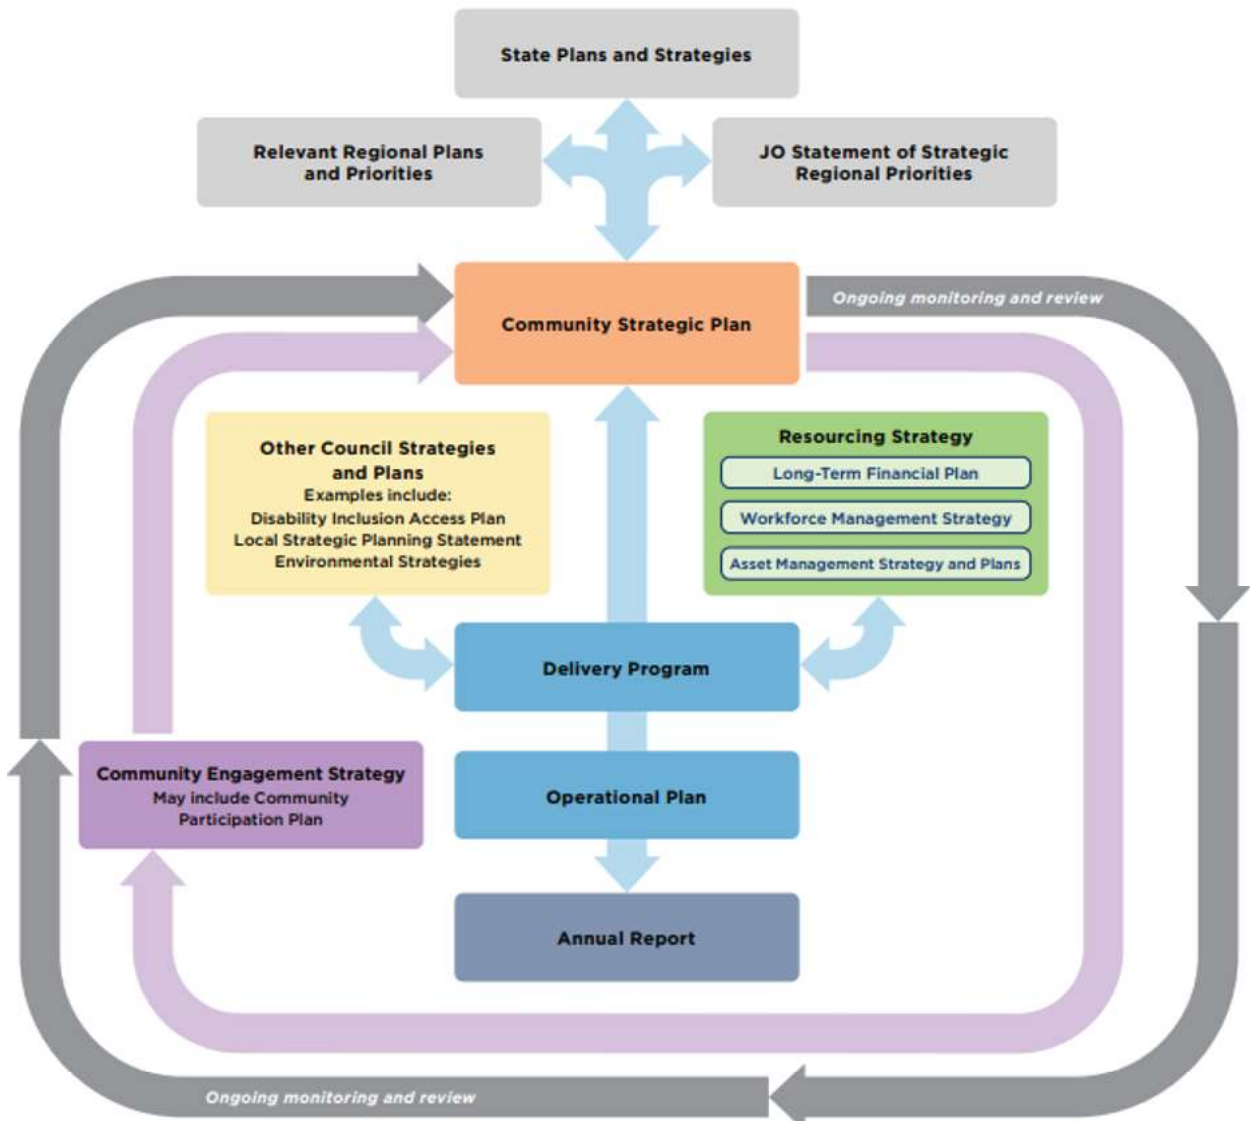 State Plans and Strategies
Relevant Regional Plans
and Priorities
JO Statement of Strategic
Regional Priorities
Ongoing monitoring and review
Community Strategic Plan
Other Council Strategies
and Plans
Examples include:
Disability Inclusion Access Plan
Local Strategic Planning Statement
Environmental Strategies
Resourcing Strategy
Long-Term Financial Plan
Workforce Management Strategy
Asset Management Strategy and Plans
Delivery Program
Community Engagement Strategy
May include Community
Participation Plan
Operational Plan
Annual Report
Ongoing monitoring and review